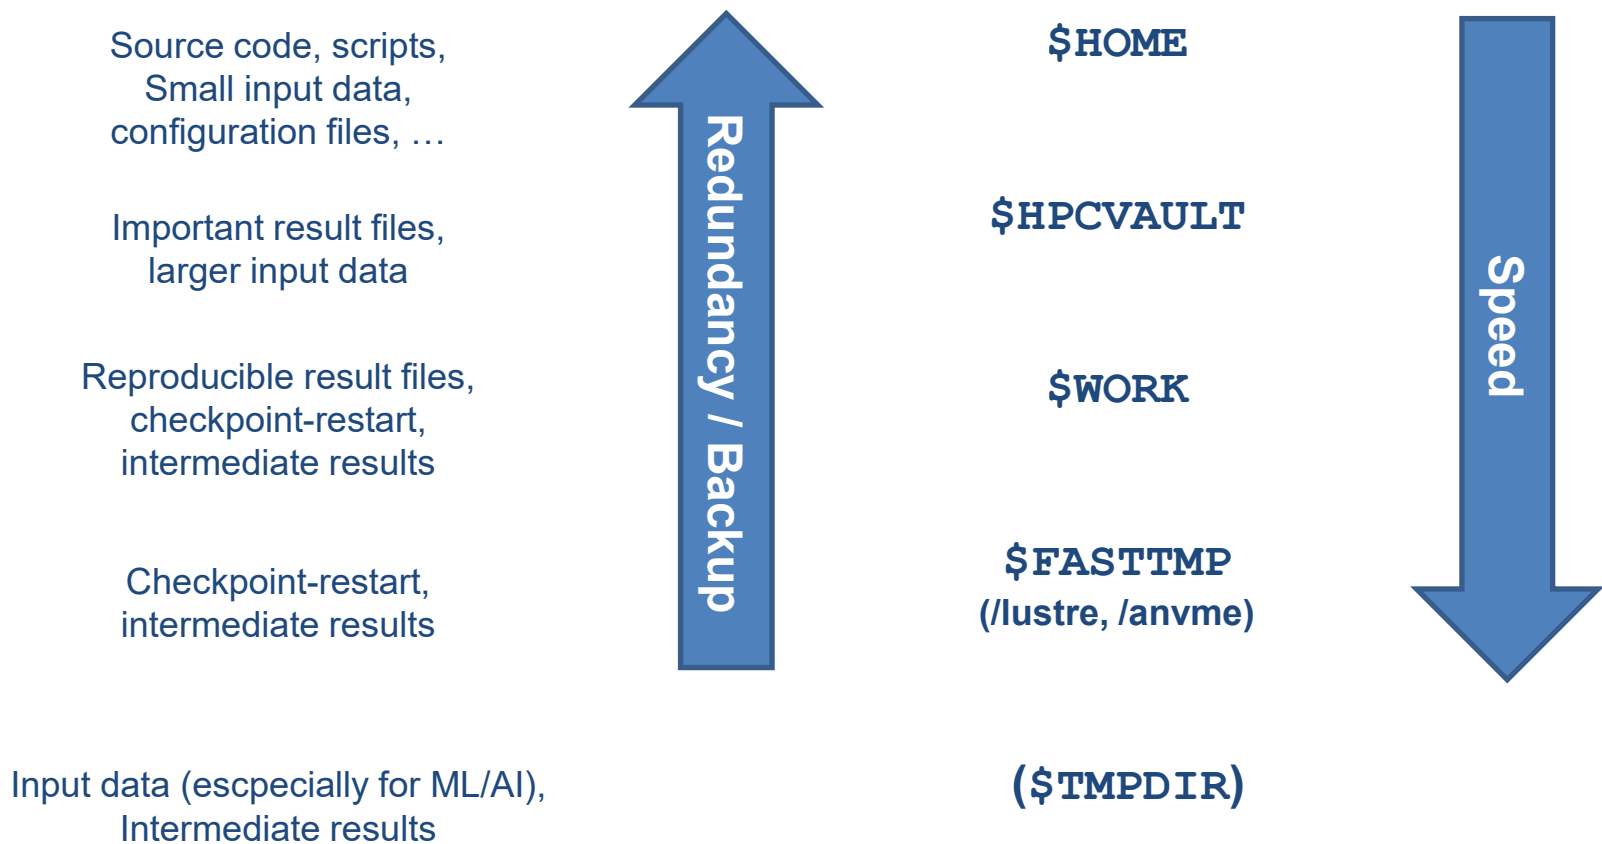 Source code, scripts,
Small input data,
configuration files, …
$HOME
Important result files,
larger input data
$HPCVAULT
Redundancy / Backup
Speed
Reproducible result files,
checkpoint-restart,
intermediate results
$WORK
Checkpoint-restart,
intermediate results
$FASTTMP
(/lustre, /anvme)
Input data (escpecially for ML/AI),
Intermediate results
($TMPDIR)